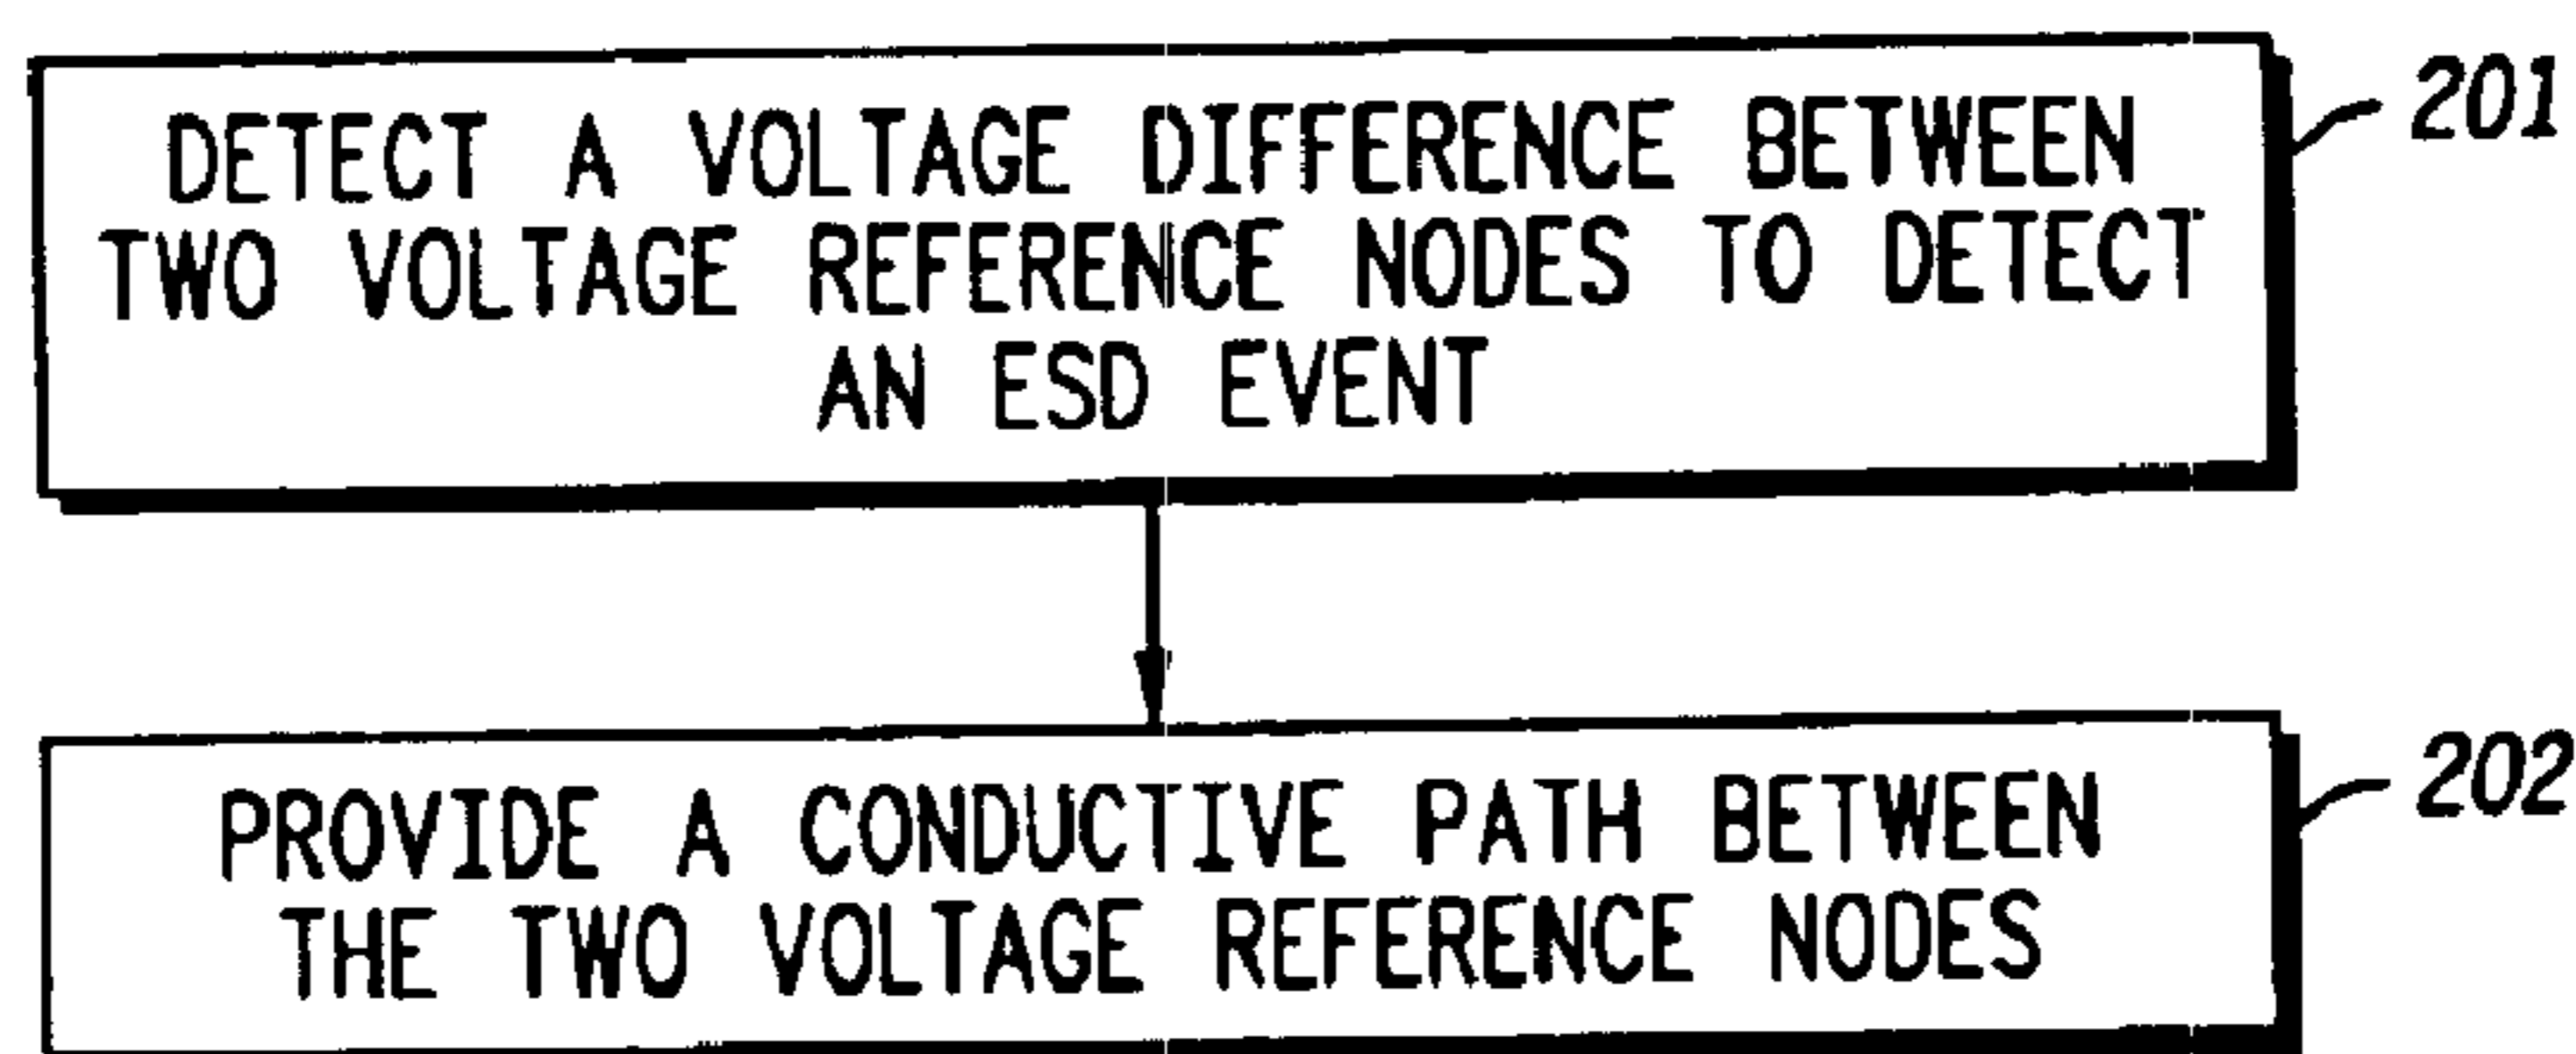 DETECT A VOLTAGE DIFFERENCE BETWEEN
TWO VOLTAGE REFERENCE NODES TO DETECT
AN ESD EVENT
201
PROVIDE A CONDUCTIVE PATH BETWEEN
THE TWO VOLTAGE REFERENCE NODES
202